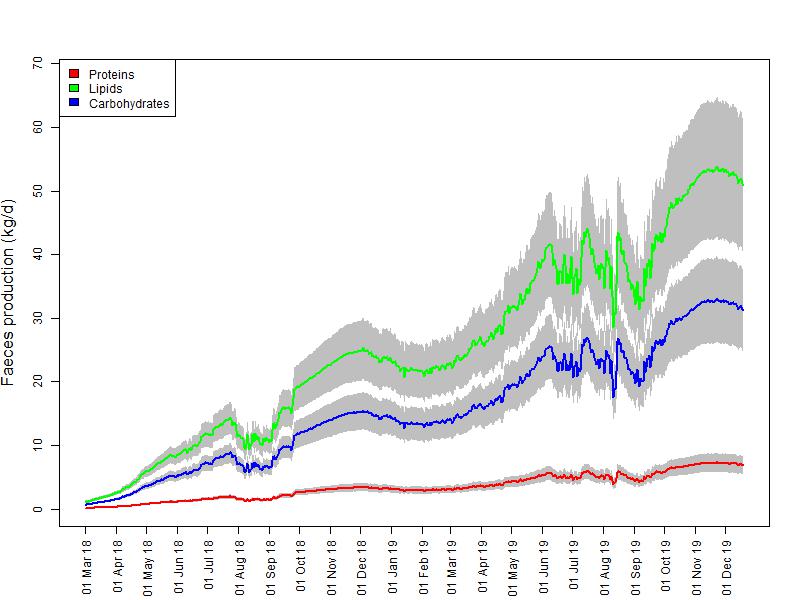 Faeces production (kg/d)
70
60
50
40
30
20
10
0
Proteins
Lipids
Carbohydrates
01 Mar 18
01 Apr 18
01 May 18
01 Jun 18
01 Jul 18
01 Aug 18
01 Sep 18
01 Oct 18
01 Nov 18
01 Dec 18
01 Jan 19
01 Feb 19
01 Mar 19
01 Apr 19
01 May 19
01 Jun 19
01 Jul 19
01 Aug 19
01 Sep 19
01 Oct 19
01 Nov 19
01 Dec 19